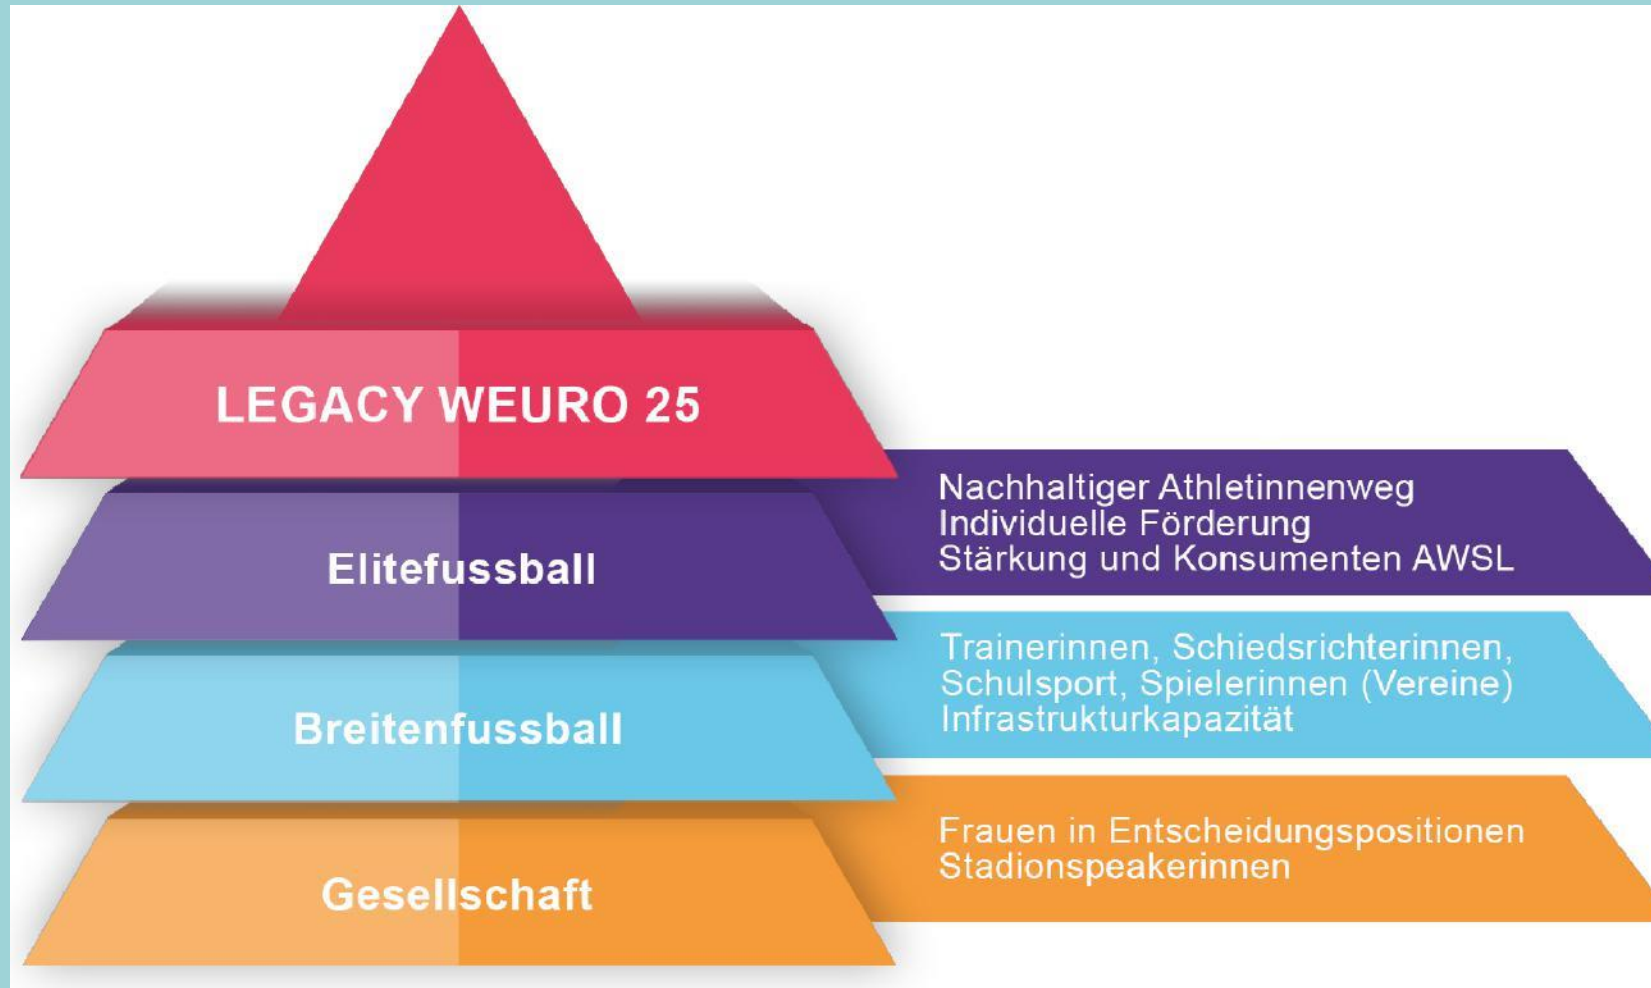 LEGACY WEURO 25
Elitefussball
Nachhaltiger Athletinnenweg
Individuelle Förderung
Stärkung und Konsumenten AWSL
Breitenfussball
Trainerinnen, Schiedsrichterinnen,
Schulsport, Spielerinnen (Vereine)
Infrastrukturkapazität
Gesellschaft
Frauen in Entscheidungspositionen
Stadionspeakerinnen